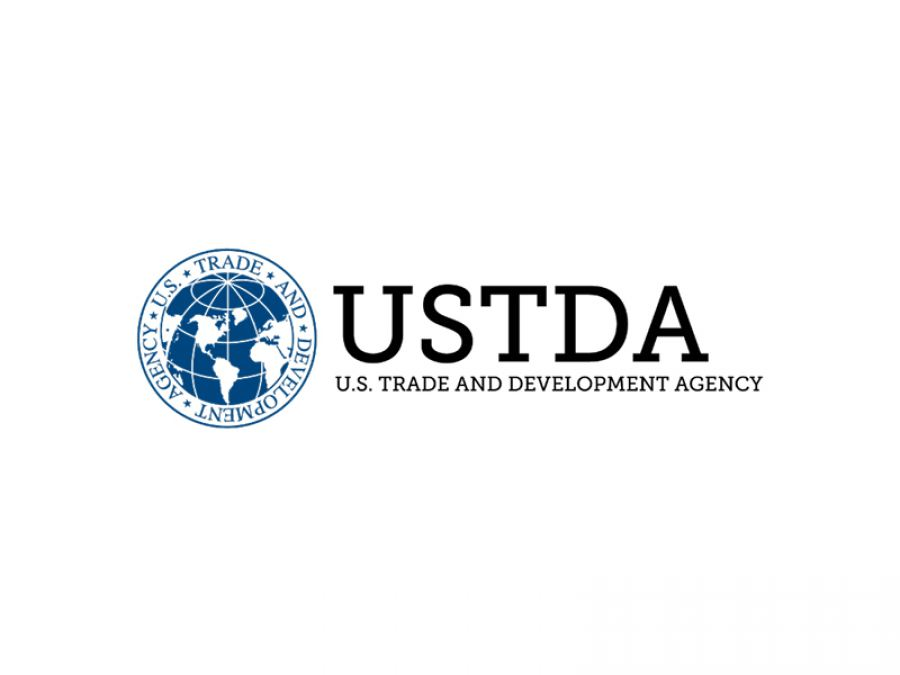 U.S. ★ TRADE ★ AND ★ DEVELOPMENT ★ AGENCY ★
USTDA
U.S. TRADE AND DEVELOPMENT AGENCY